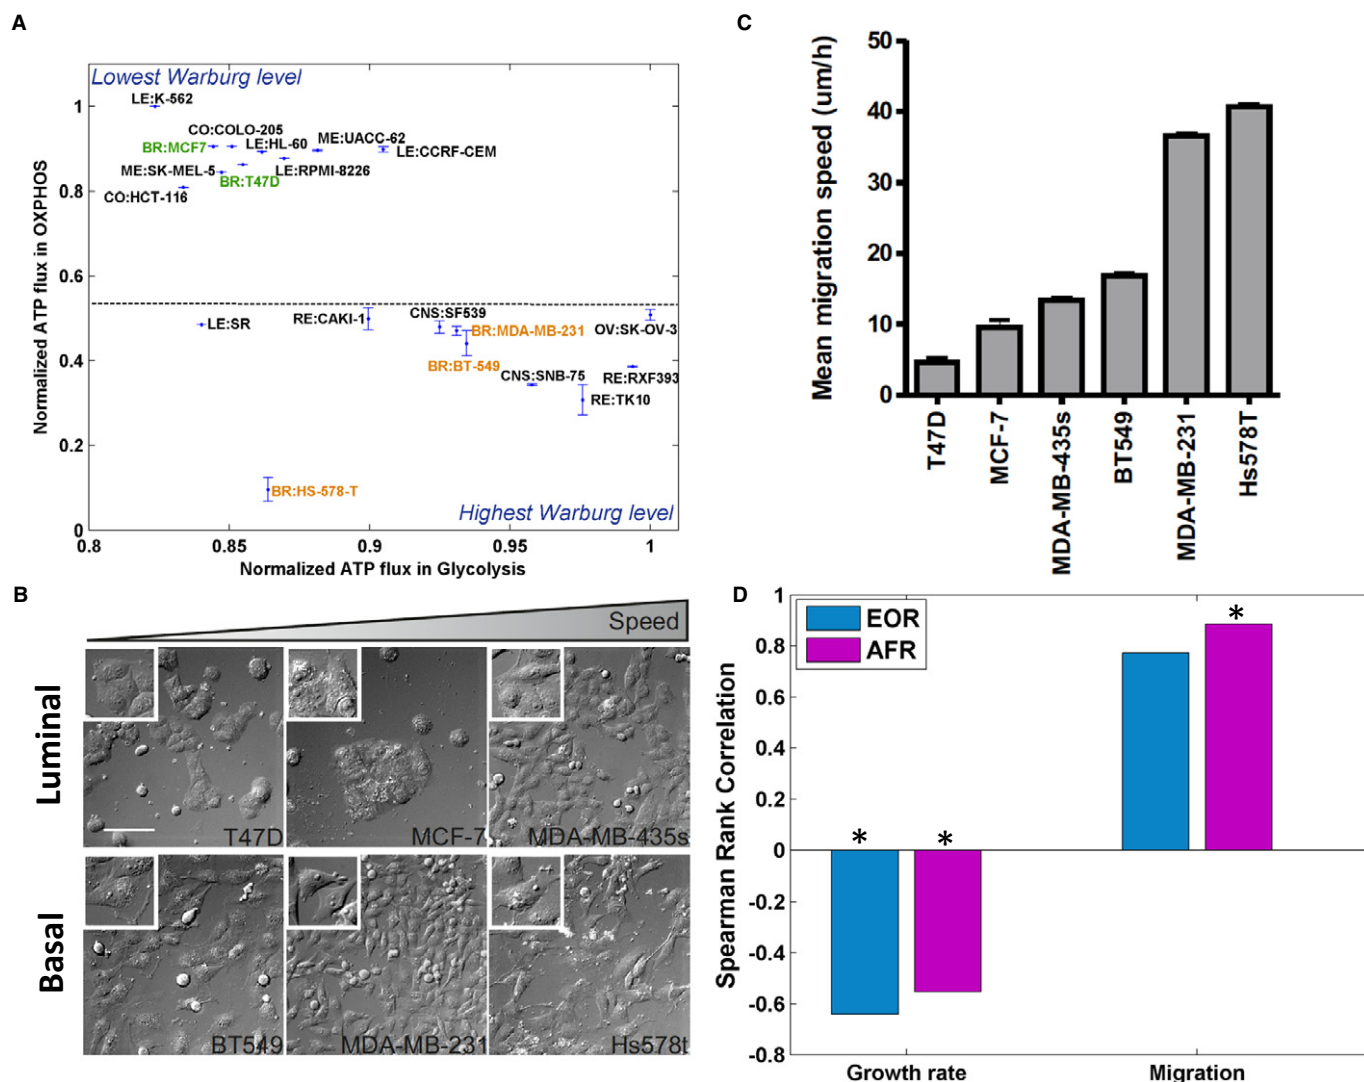 A
Lowest Warburg level
LE:K-562
CO:COLO-205
BR:MCF7
LE:HL-60
ME:UACC-62
LE:CCRF-CEM
ME:SK-MEL-5
BR:T47D
LE:RPMI-8226
CO:HCT-116
LE:SR
RE:CAKI-1
CNS:SF539
BR:MDA-MB-231
OV:SK-OV-3
BR:BT-549
CNS:SNB-75
RE:RXF393
RE:TK10
BR:HS-578-T
Highest Warburg level
Normalized ATP flux in OXPHOS
1
0.8
0.6
0.4
0.2
0
0.8
0.85
0.9
0.95
1
Normalized ATP flux in Glycolysis
C
Mean migration speed (um/h)
50
40
30
20
10
0
T47D
MCF-7
MDA-MB-435s
BT549
MDA-MB-231
Hs578T
B
Speed
Luminal
T47D
MCF-7
MDA-MB-435s
Basal
BT549
MDA-MB-231
Hs578t
D
EOR
AFR
Spearman Rank Correlation
1
0.8
0.6
0.4
0.2
0
-0.2
-0.4
-0.6
-0.8
*
*
*
Growth rate
Migration